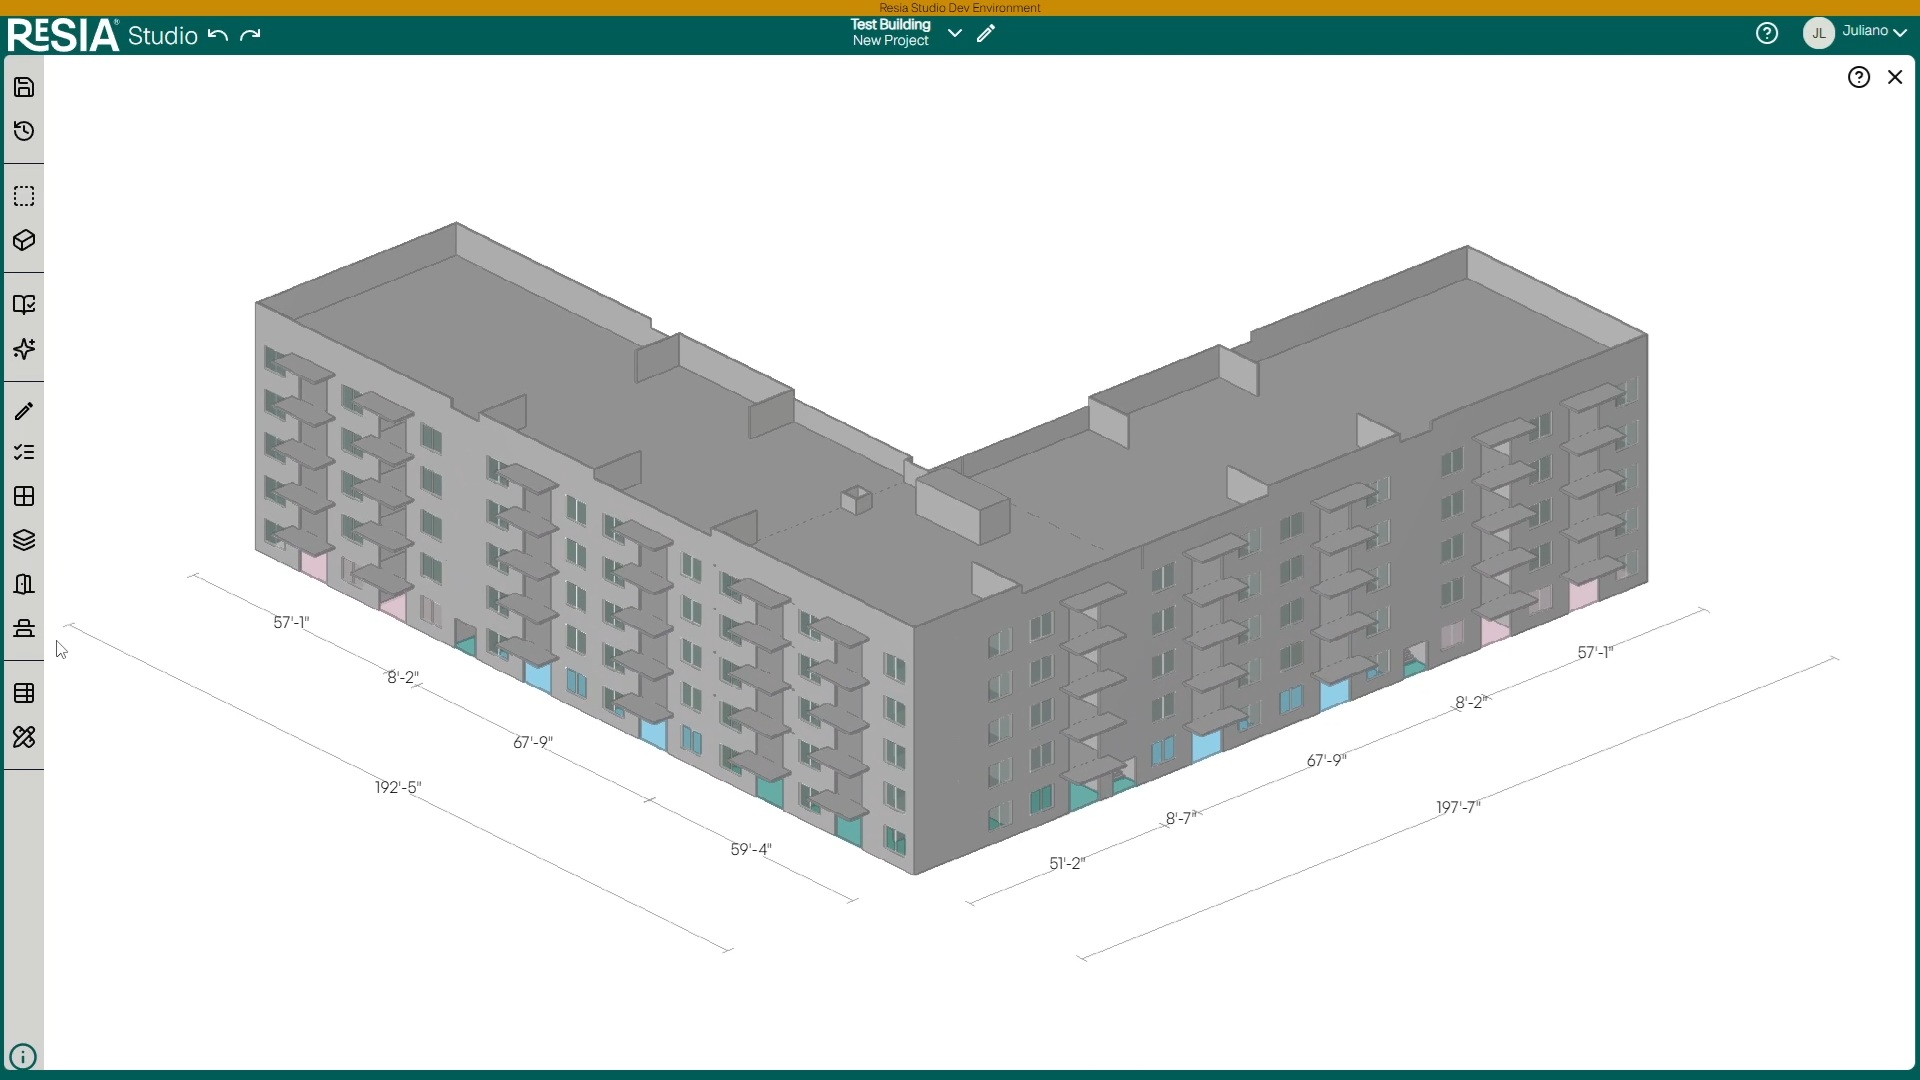 Resia Studio Dev Environment
RESIA® Studio
Test Building
New Project
JL
Juliano
57'-1"
8'-2"
67'-9"
192'-5"
59'-4"
57'-1"
8'-2"
67'-9"
197'-7"
8'-7"
51'-2"